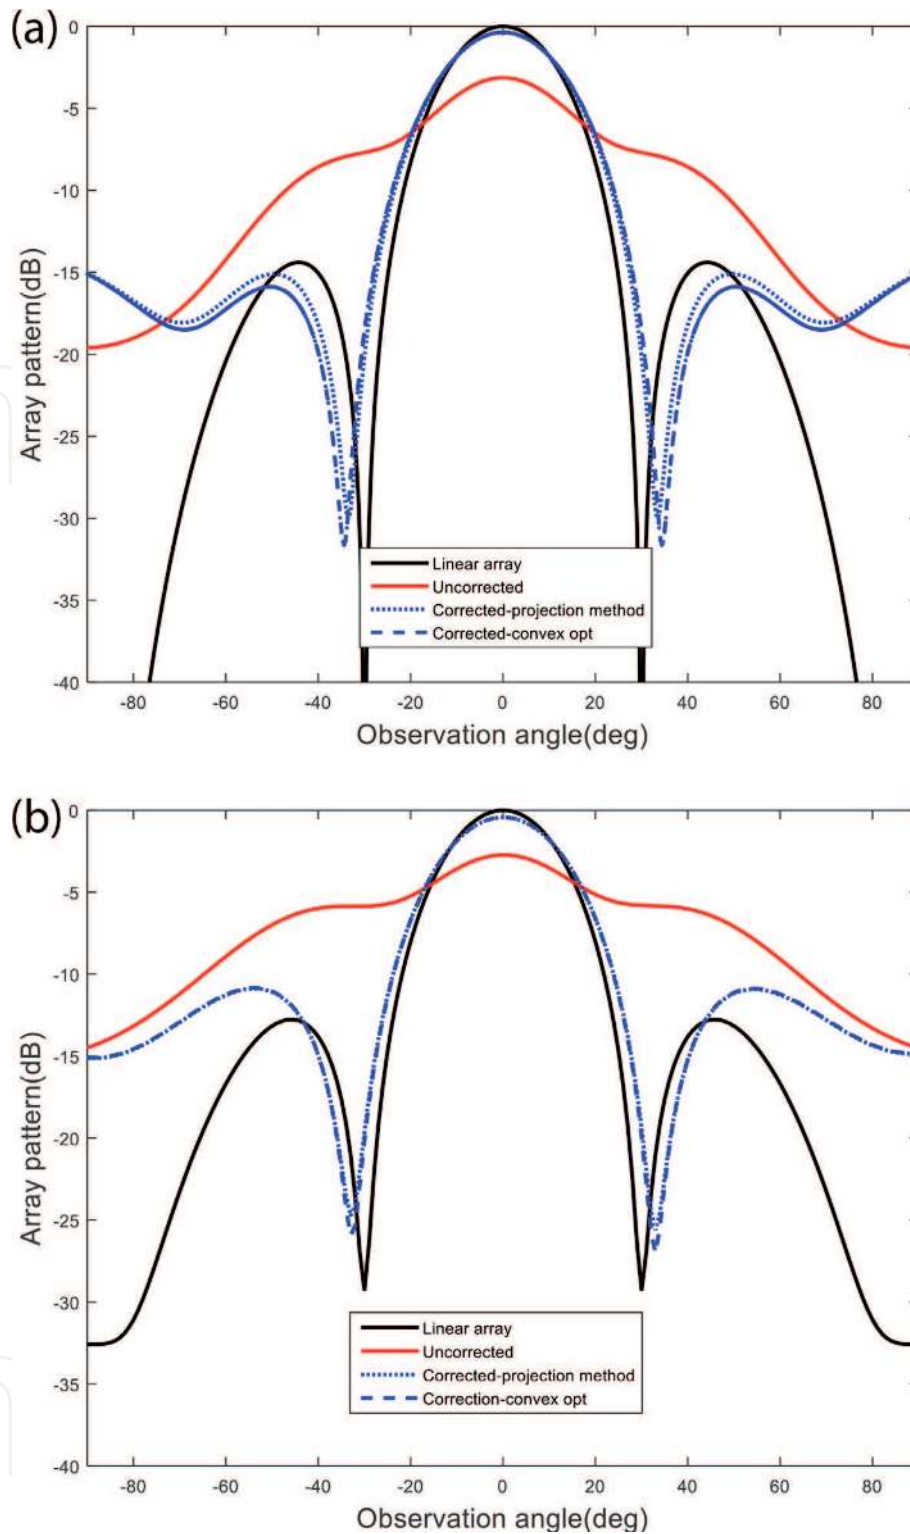 (a)
0
-5
-10
-15
-20
-25
-30
-35
-40
Array pattern(dB)
Linear array
Uncorrected
Corrected-projection method
Corrected-convex opt
-80 -60 -40 -20 0 20 40 60 80
Observation angle(deg)
(b)
0
-5
-10
-15
-20
-25
-30
-35
-40
Array pattern(dB)
Linear array
Uncorrected
Corrected-projection method
Correction-convex opt
-80 -60 -40 -20 0 20 40 60 80
Observation angle(deg)